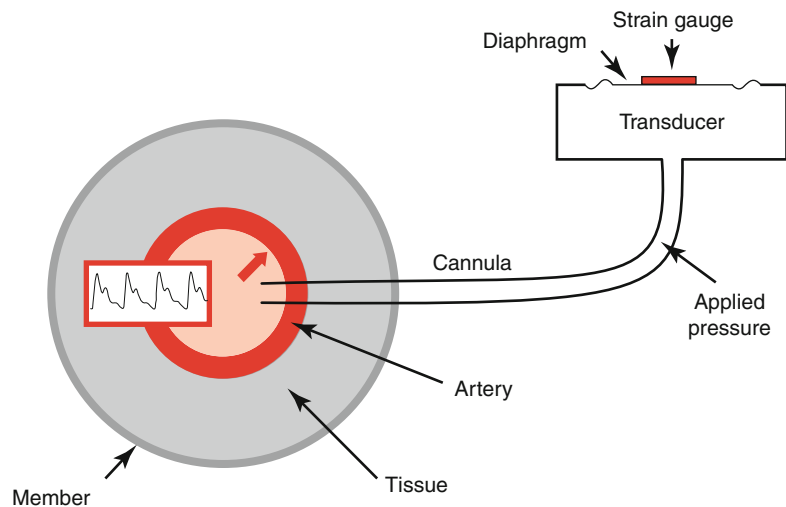 Strain gauge
Diaphragm
Transducer
Cannula
Applied
pressure
Artery
Tissue
Member